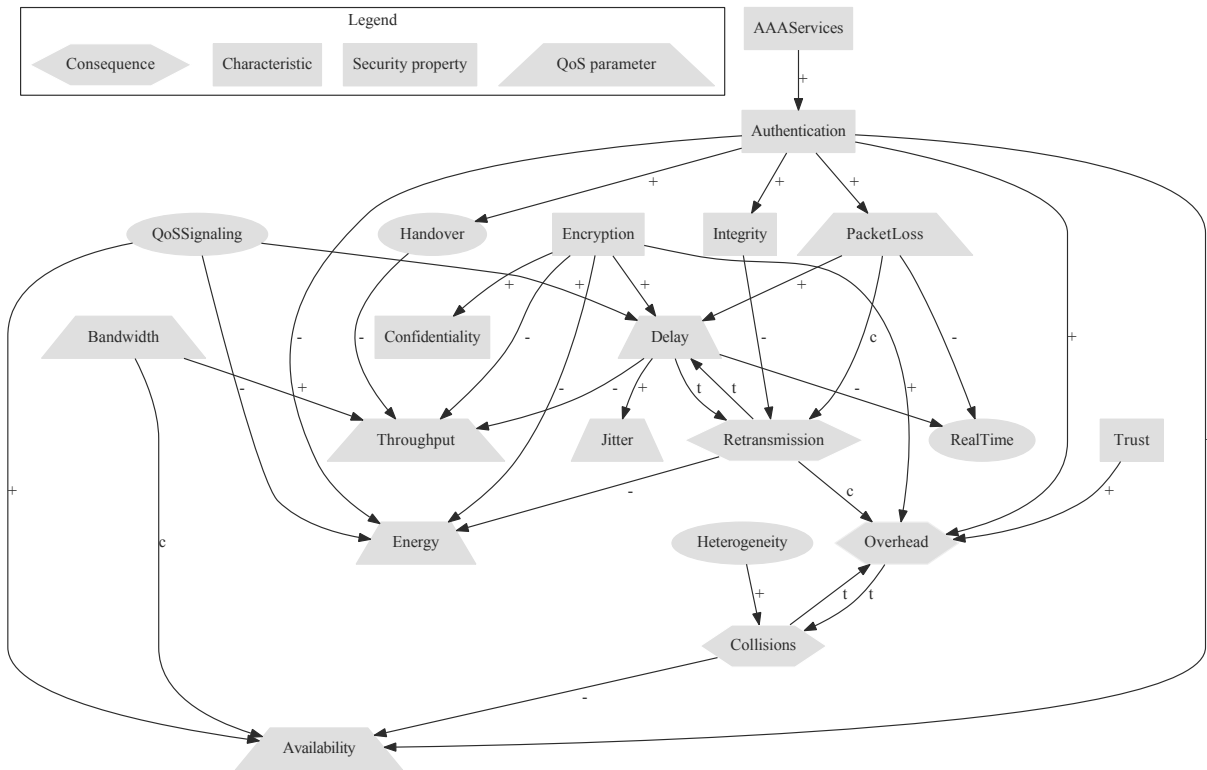 Legend
Consequence
Characteristic
Security property
QoS parameter
AAAServices
+
Authentication
+
+
+
QoSSignaling
Handover
Encryption
Integrity
PacketLoss
+
+
+
+
Bandwidth
Confidentiality
Delay
-
-
-
-
c
-
+
-
+
-
-
-
+
t
t
-
+
Throughput
Jitter
Retransmission
RealTime
Trust
-
+
-
c
+
Energy
Heterogeneity
Overhead
c
+
t
t
Collisions
-
Availability